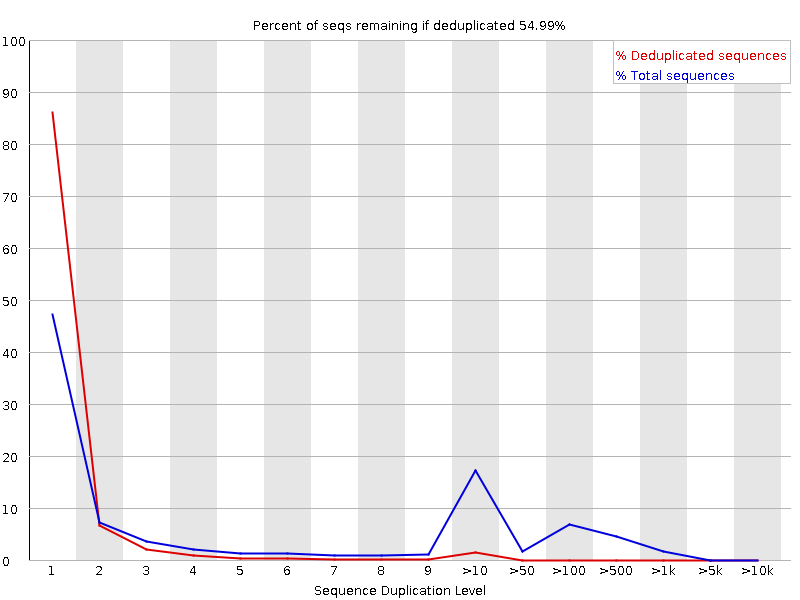 Percent of seqs remaining if deduplicated 54.99%
% Deduplicated sequences
% Total sequences
100
90
80
70
60
50
40
30
20
10
0
1 2 3 4 5 6 7 8 9 >10 >50 >100 >500 >1k >5k >10k
Sequence Duplication Level